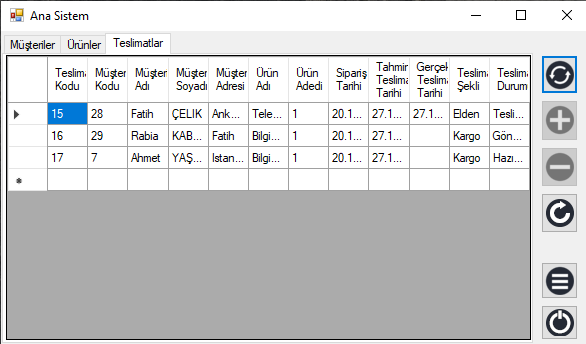 Ana Sistem
Müşteriler Ürünler Teslimatlar
Teslima Kodu Müşter Kodu Müşter Adı Müşter Soyadı Müşter Adresi Ürün Adı Ürün Adedi Sipariş Tarihi Tahmir Teslima Tarihi Gerçek Teslima Tarihi Teslima Şekli Teslima Durum
15 28 Fatih ÇELIK Ank... Tele... 1 20.1... 27.1... 27.1... Elden Tesli...
16 29 Rabia KAB... Fatih Bilgi... 1 20.1... 27.1... Kargo Gön...
17 7 Ahmet YAŞ... Istan... Bilgi... 1 20.1... 27.1... Kargo Hazı...